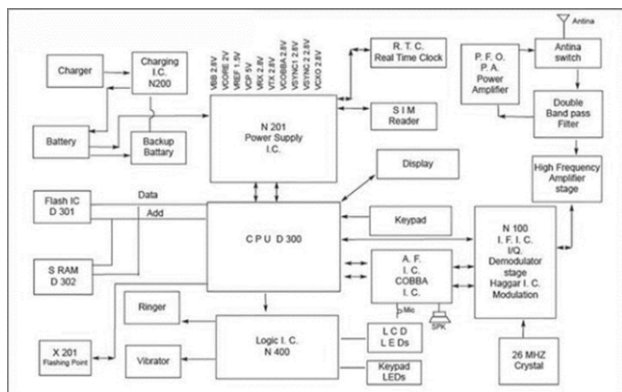 Antina
Charger
Charging
I.C.
N200
VBB 2.8V
VCORE 2V
VREF 1.5V
VCP 5V
VRX 2.8V
VTX 2.8V
VCOBBA 2.8V
VSYNC1 2.8V
VSYNC 2 2.8V
VCXO 2.8V
R. T. C.
Real Time Clock
P. F. O.
P. A.
Power
Amplifier
Antina
switch
Battery
Backup
Battary
N 201
Power Supply
I.C.
S I M
Reader
Double
Band pass
Filter
Display
High Frequency
Amplifier
stage
Flash IC
D 301
Data
Add
C P U D 300
Keypad
N 100
I. F. I. C.
I/Q.
Demodulator
stage
Haggar I. C.
Modulation
S RAM
D 302
A. F.
I. C.
COBBA
I. C.
Mic
SPK
Ringer
Logic I. C.
N 400
L C D
L E Ds
X 201
Flashing Point
Vibrator
Keypad
LEDs
26 MHZ
Crystal